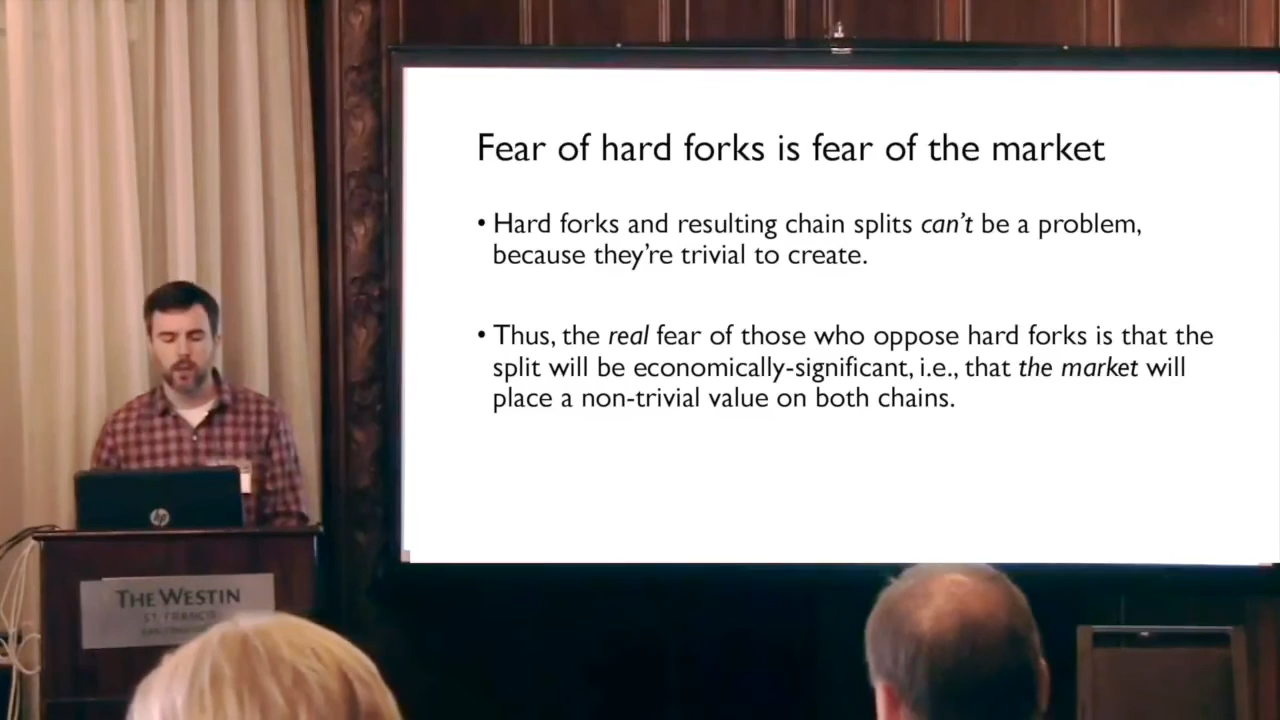 Fear of hard forks is fear of the market
• Hard forks and resulting chain splits can’t be a problem,
because they’re trivial to create.
• Thus, the real fear of those who oppose hard forks is that the
split will be economically-significant, i.e., that the market will
place a non-trivial value on both chains.
hp
THE WESTIN
ST. FRANCIS